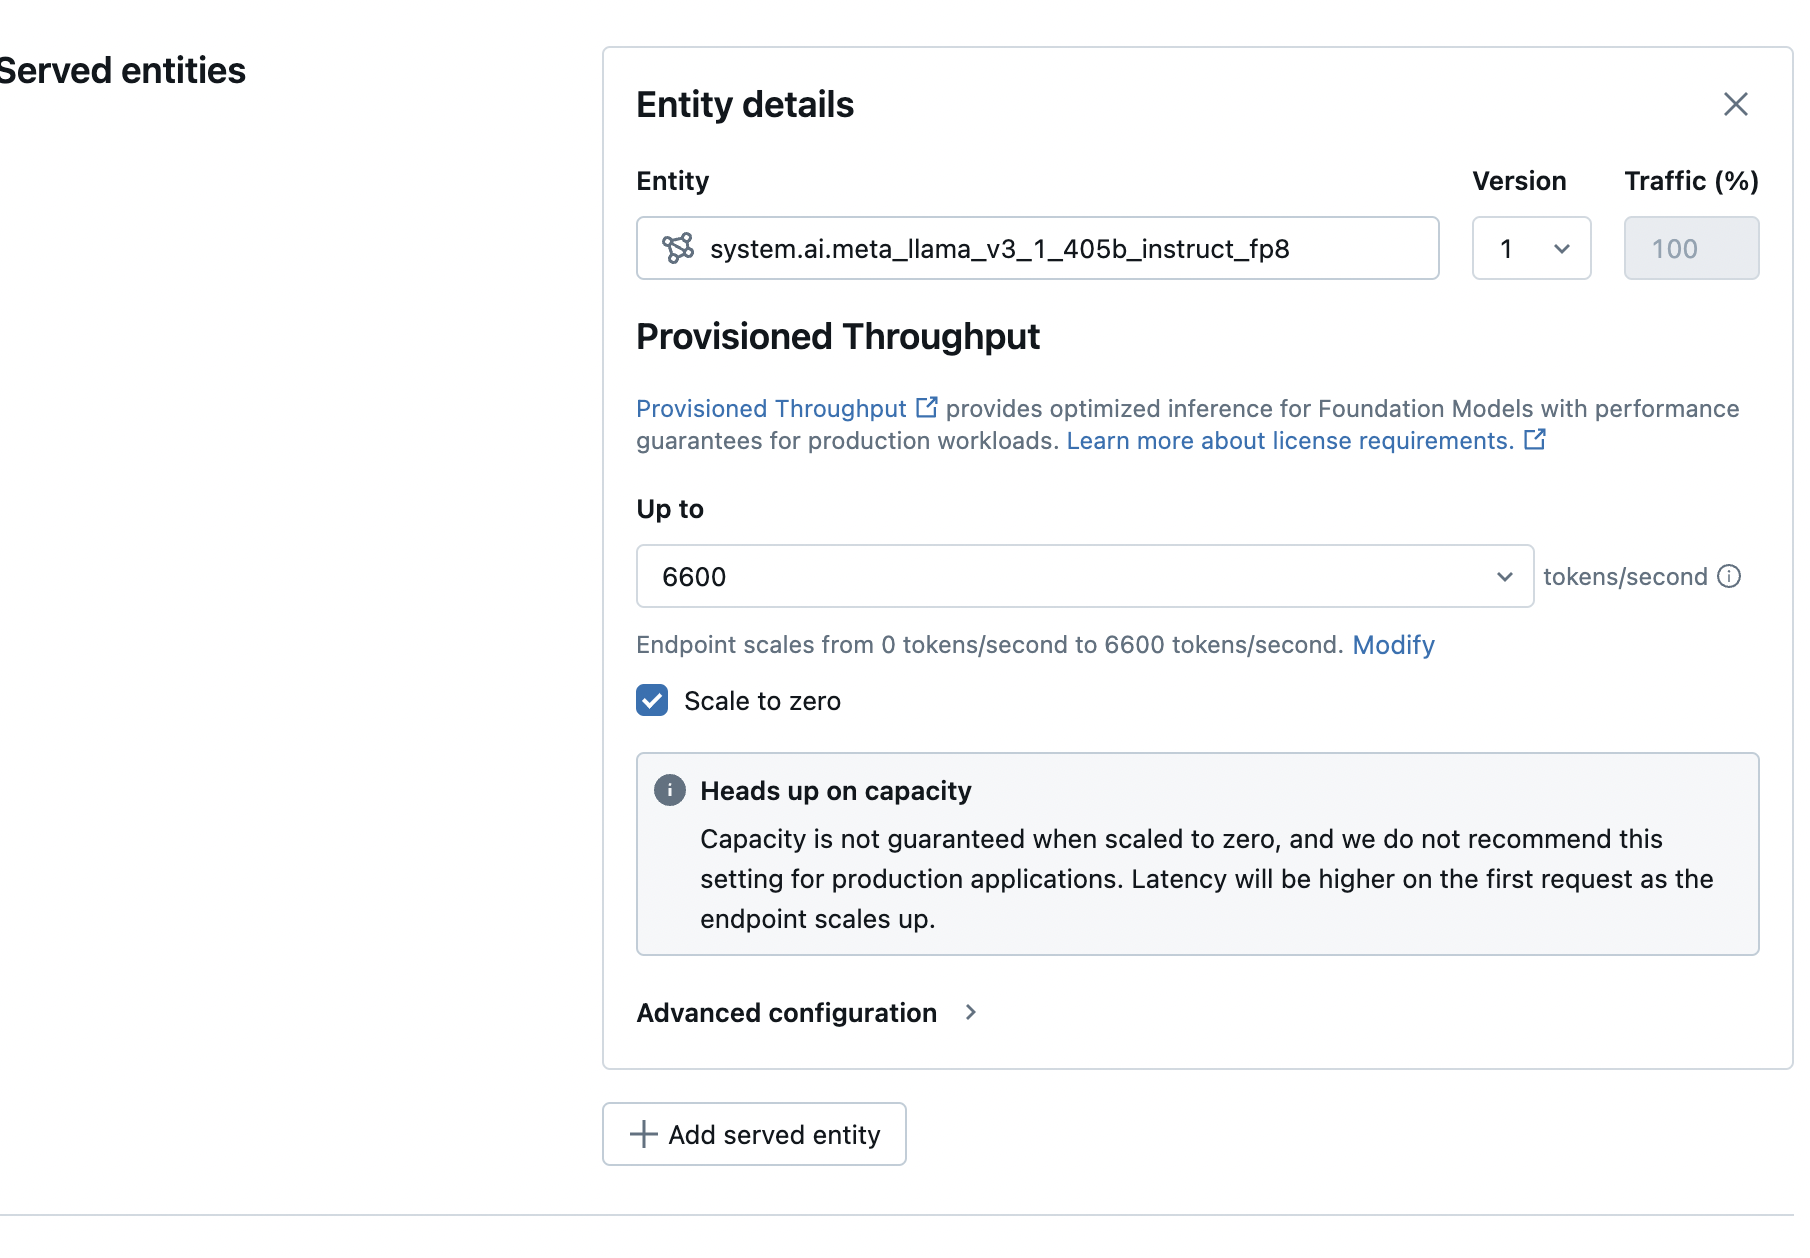 Served entities
Entity details
Entity
Version
Traffic (%)
system.ai.meta_llama_v3_1_405b_instruct_fp8
1
100
Provisioned Throughput
Provisioned Throughput provides optimized inference for Foundation Models with performance
guarantees for production workloads. Learn more about license requirements.
Up to
6600
tokens/second
Endpoint scales from 0 tokens/second to 6600 tokens/second. Modify
Scale to zero
Heads up on capacity
Capacity is not guaranteed when scaled to zero, and we do not recommend this
setting for production applications. Latency will be higher on the first request as the
endpoint scales up.
Advanced configuration
Add served entity